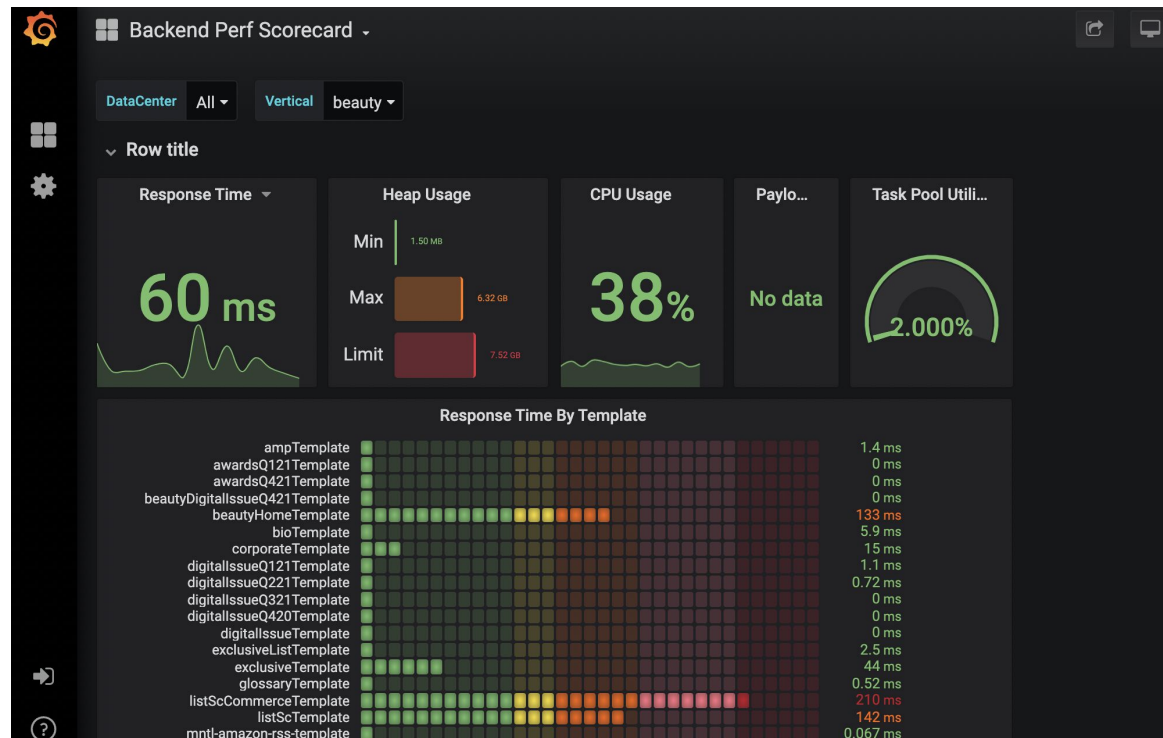 Backend Perf Scorecard
DataCenter All Vertical beauty
Row title
Response Time Heap Usage CPU Usage Paylo... Task Pool Utili...
60 ms
Min 1.50 MB
Max 6.32 GB
Limit 7.52 GB
38%
No data
2.000%
Response Time By Template
ampTemplate 1.4 ms
awardsQ121Template 0 ms
awardsQ421Template 0 ms
beautyDigitalIssueQ421Template 0 ms
beautyHomeTemplate 133 ms
bioTemplate 5.9 ms
corporateTemplate 15 ms
digitalIssueQ121Template 1.1 ms
digitalIssueQ221Template 0.72 ms
digitalIssueQ321Template 0 ms
digitalIssueQ420Template 0 ms
digitalIssueTemplate 0 ms
exclusiveListTemplate 2.5 ms
exclusiveTemplate 44 ms
glossaryTemplate 0.52 ms
listScCommerceTemplate 210 ms
listScTemplate 142 ms
mntl-amazon-rss-template 0.067 ms